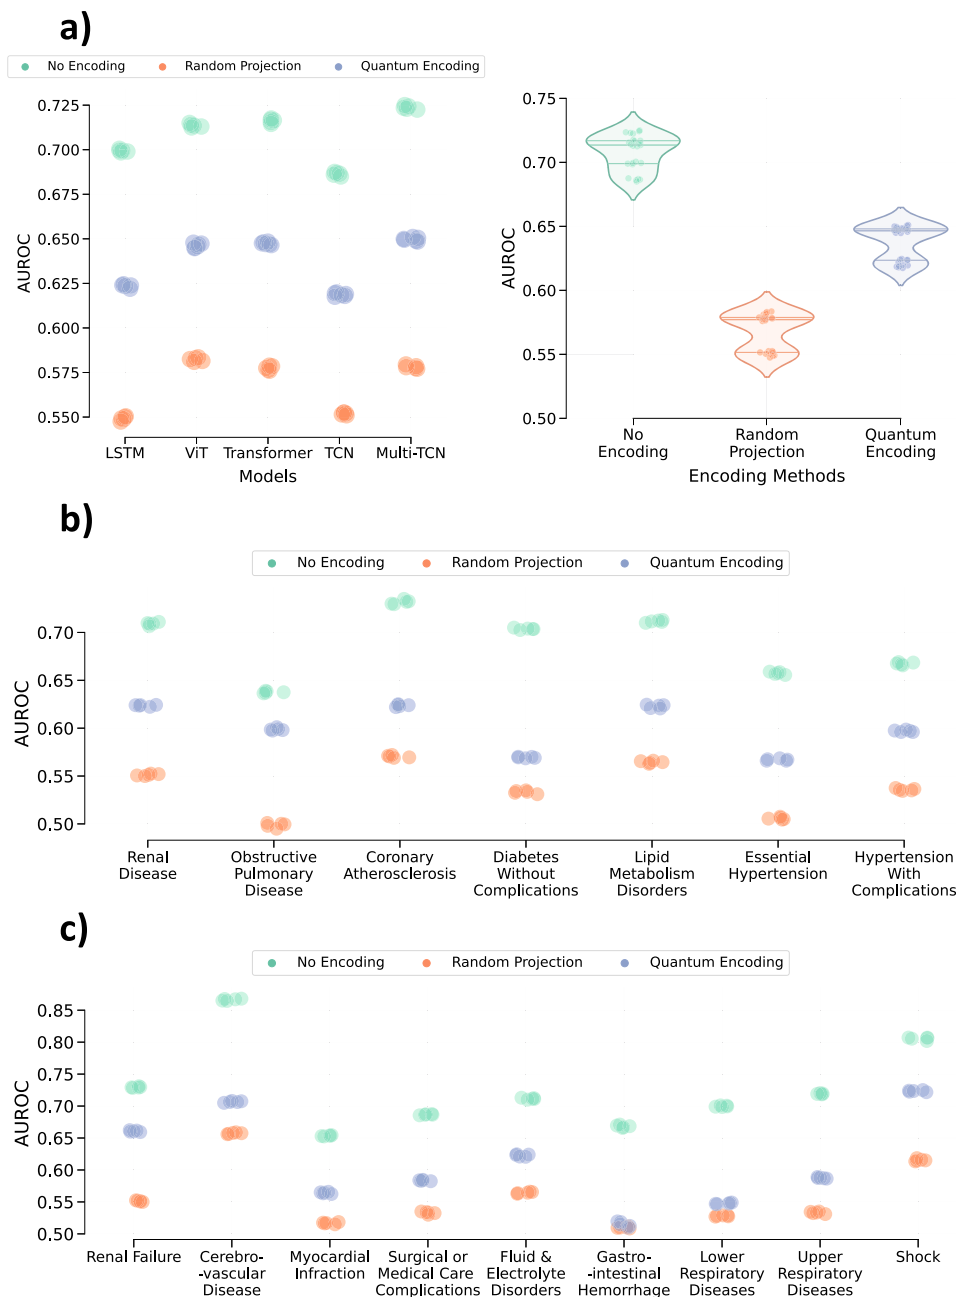 a)
No Encoding Random Projection Quantum Encoding
0.725
0.700
0.675
0.650
0.625
0.600
0.575
0.550
AUROC
LSTM ViT Transformer TCN Multi-TCN
Models
0.75
0.70
0.65
0.60
0.55
0.50
AUROC
No
Encoding
Random
Projection
Quantum
Encoding
Encoding Methods
b)
No Encoding Random Projection Quantum Encoding
0.70
0.65
0.60
0.55
0.50
AUROC
Renal
Disease
Obstructive
Pulmonary
Disease
Coronary
Atherosclerosis
Diabetes
Without
Complications
Lipid
Metabolism
Disorders
Essential
Hypertension
Hypertension
With
Complications
c)
No Encoding Random Projection Quantum Encoding
0.85
0.80
0.75
0.70
0.65
0.60
0.55
0.50
AUROC
Renal Failure
Cerebro-
-vascular
Disease
Myocardial
Infraction
Surgical or
Medical Care
Complications
Fluid &
Electrolyte
Disorders
Gastro-
-intestinal
Hemorrhage
Lower
Respiratory
Diseases
Upper
Respiratory
Diseases
Shock